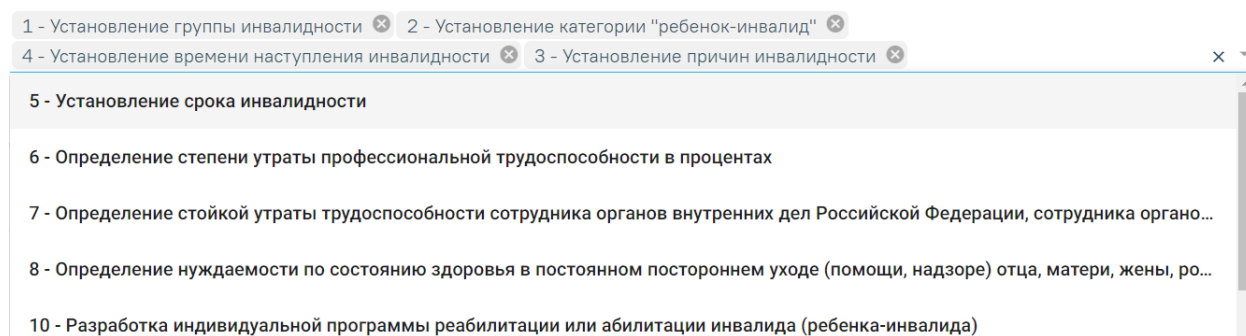 1 - Установление группы инвалидности 2 - Установление категории "ребенок-инвалид"
4 - Установление времени наступления инвалидности 3 - Установление причин инвалидности
5 - Установление срока инвалидности
6 - Определение степени утраты профессиональной трудоспособности в процентах
7 - Определение стойкой утраты трудоспособности сотрудника органов внутренних дел Российской Федерации, сотрудника органо...
8 - Определение нуждаемости по состоянию здоровья в постоянном постороннем уходе (помощи, надзоре) отца, матери, жены, ро...
10 - Разработка индивидуальной программы реабилитации или абилитации инвалида (ребенка-инвалида)